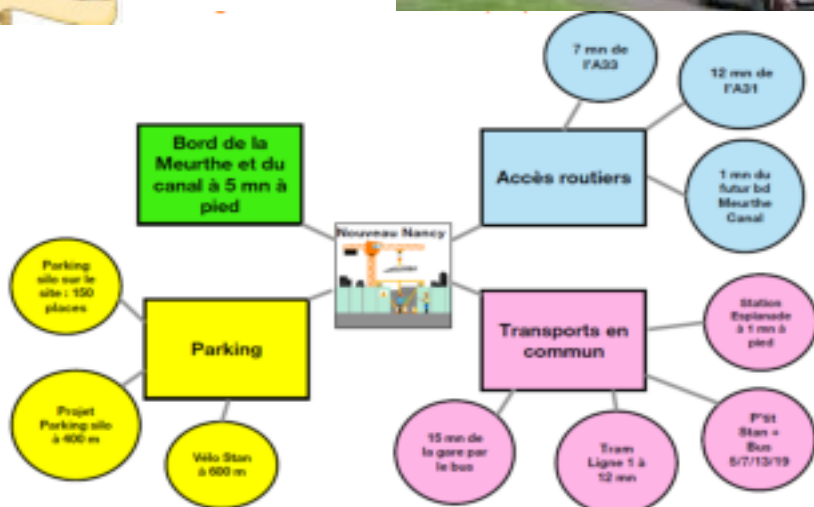 7 mn de
l'A33
12 mn de
l'A31
Bord de la
Meurthe et du
canal à 5 mn à
pied
Accès routiers
1 mn du
futur bd
Meurthe
Canal
Nouveau Nancy
Parking
silo sur le
site : 150
places
Parking
Transports en
commun
Station
Esplanade
à 1 mn à
pied
Projet
Parking silo
à 400 m
Vélo Stan
à 600 m
15 mn de
la gare par
le bus
Tram
Ligne 1 à
12 mn
P'tit
Stan +
Bus
5/7/13/19